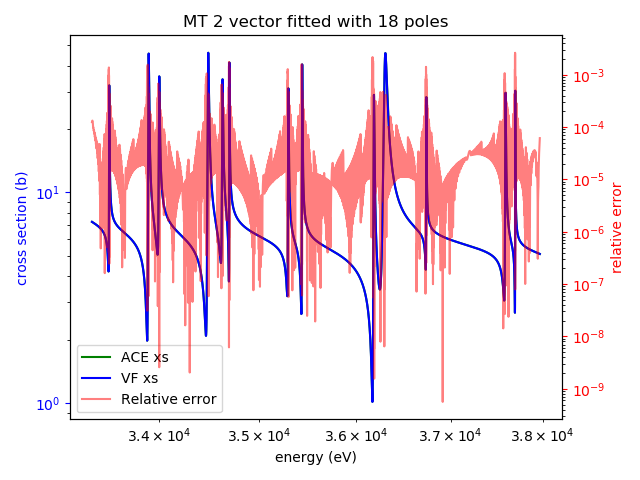 MT 2 vector fitted with 18 poles
cross section (b)
10^1
10^0
10^-3
10^-4
10^-5
10^-6
10^-7
10^-8
10^-9
relative error
ACE xs
VF xs
Relative error
3.4 × 10^4 3.5 × 10^4 3.6 × 10^4 3.7 × 10^4 3.8 × 10^4
energy (eV)